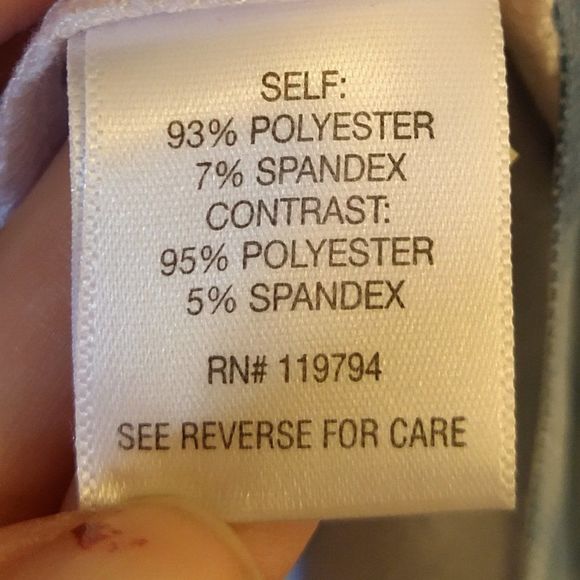 SELF:
93% POLYESTER
7% SPANDEX
CONTRAST:
95% POLYESTER
5% SPANDEX
RN# 119794
SEE REVERSE FOR CARE